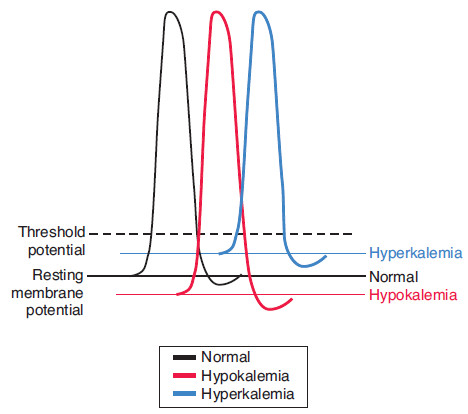 Threshold
potential
Hyperkalemia
Resting
membrane
potential
Normal
Hypokalemia
Normal
Hypokalemia
Hyperkalemia